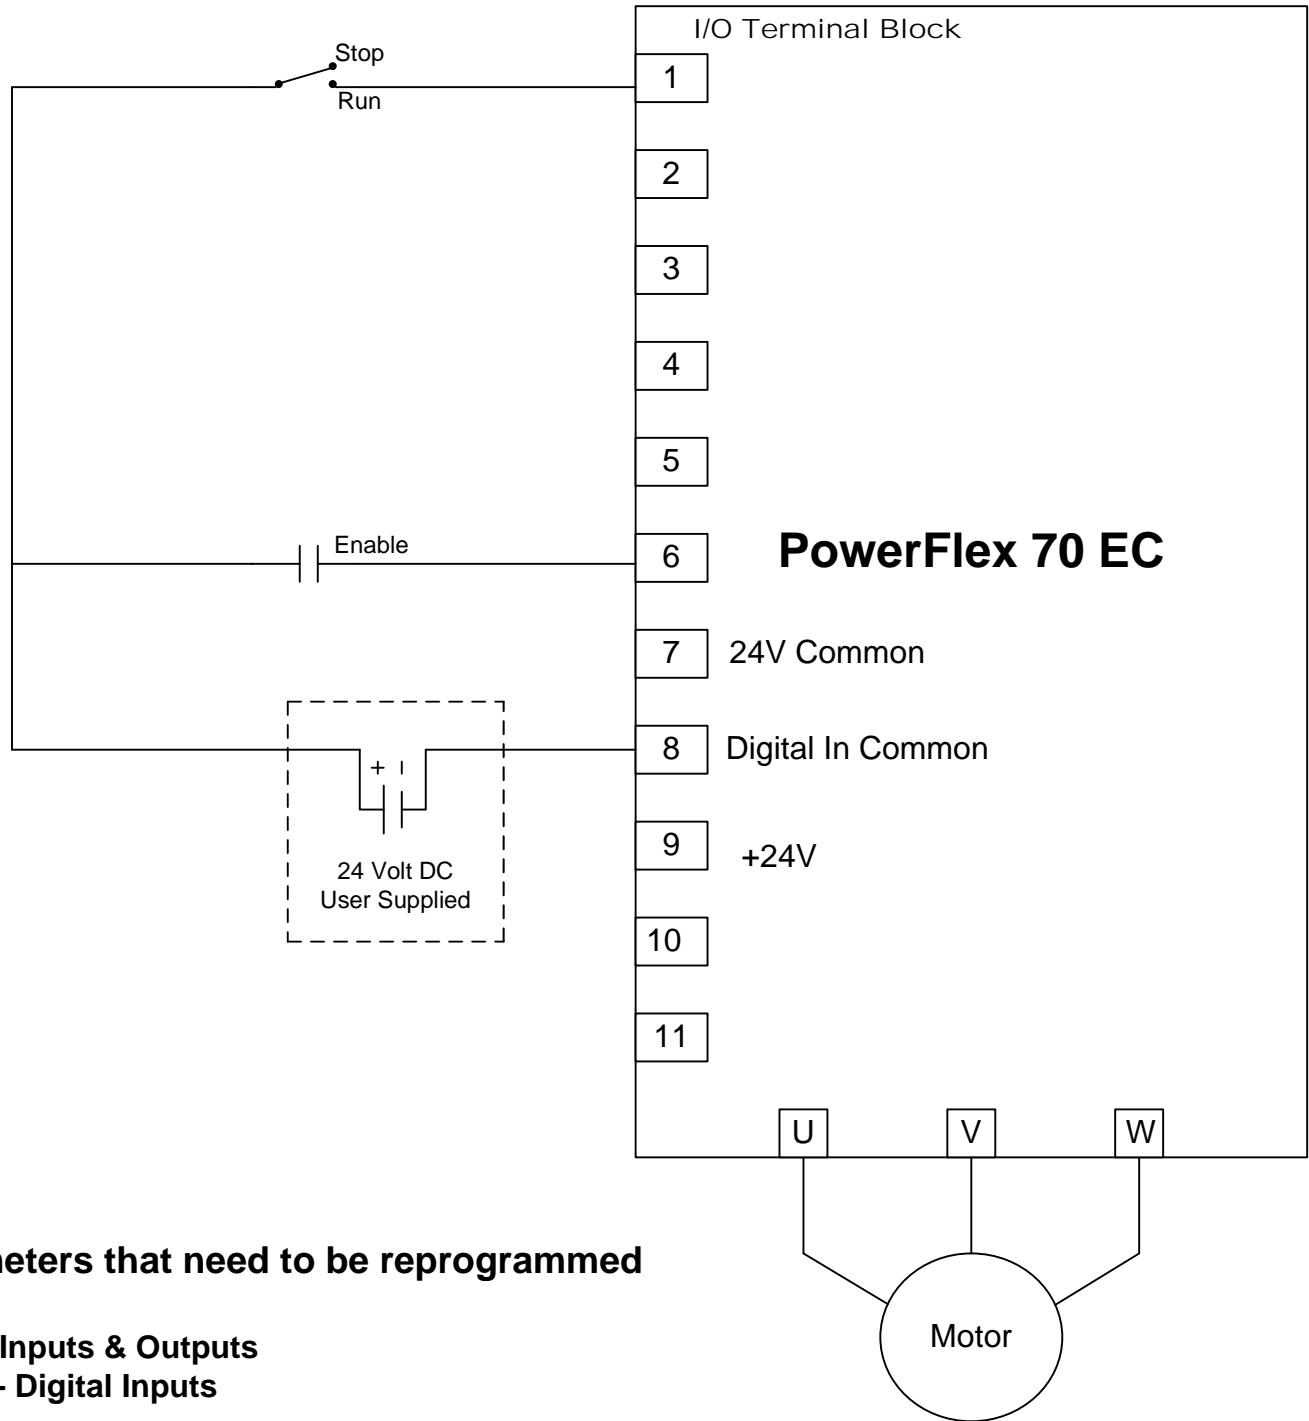 I/O Terminal Block
Stop
Run
1
2
3
4
5
Enable
6
PowerFlex 70 EC
7
24V Common
8
Digital In Common
+ -
24 Volt DC
User Supplied
9
+24V
10
11
U
V
W
Motor
that need to be reprogrammed
Inputs & Outputs
- Digital Inputs